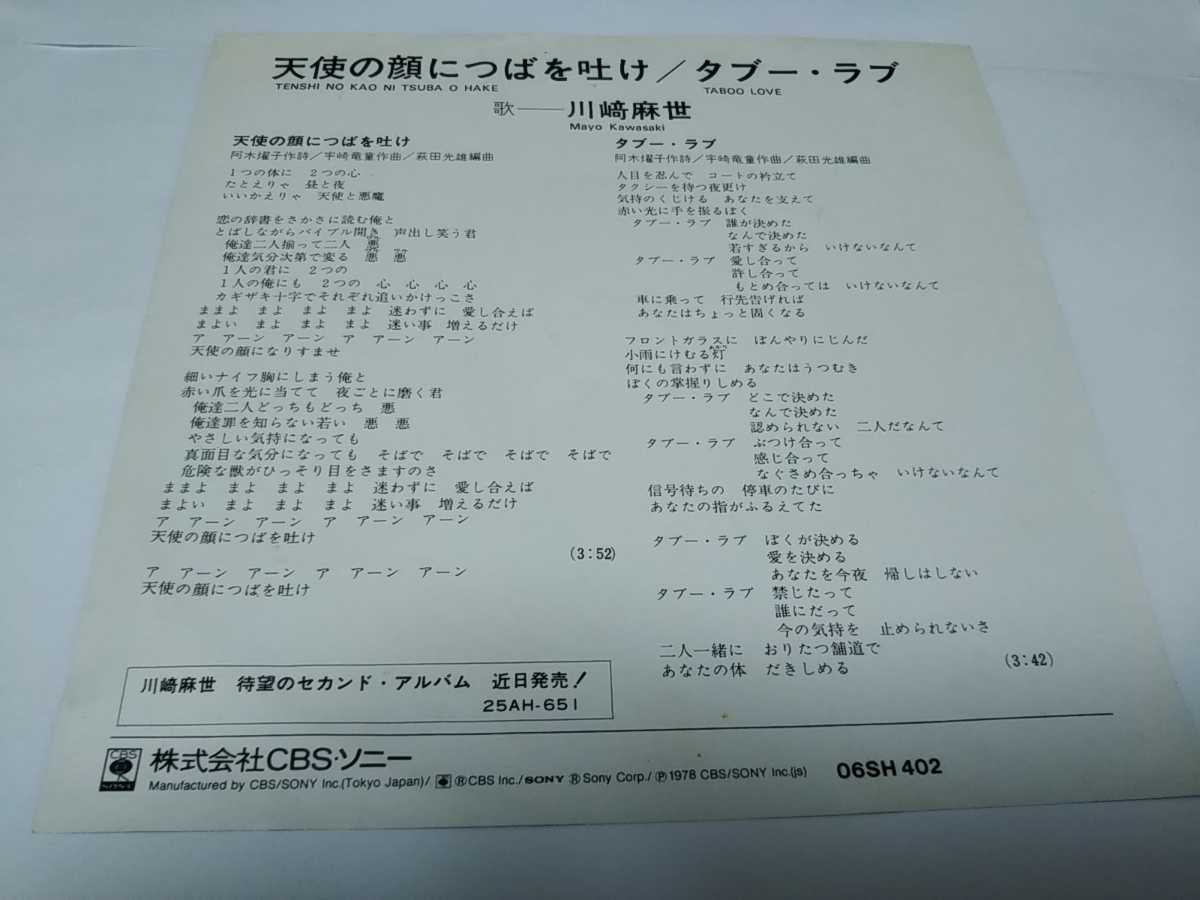 天使の顔につばを吐け／タブー・ラブ
TENSHI NO KAO NI TSUBA O HAKE TABOO LOVE
歌――川﨑麻世
Mayo Kawasaki
天使の顔につばを吐け
阿木燿子作詩／宇崎竜童作曲／萩田光雄編曲
1つの体に 2つの心
たとえりゃ 昼と夜
いいかえりゃ 天使と悪魔
恋の辞書をさかさに読む俺と
とばしながらバイブル開き 声出し笑う君
俺達二人揃って二人 悪
俺達気分次第で変る 悪 悪
1人の君に 2つの
1人の俺にも 2つの 心 心 心 心
カギザキ十字でそれぞれ追いかけっこさ
ままよ まよ まよ まよ 迷わずに 愛し合えば
まよい まよ まよ まよ 迷い事 増えるだけ
ア アーン アーン ア アーン アーン
天使の顔になりすませ
細いナイフ胸にしまう俺と
赤い爪を光に当てて 夜ごとに磨く君
俺達二人どっちもどっち 悪
俺達罪を知らない若い 悪 悪
やさしい気持になっても
真面目な気分になっても そばで そばで そばで そばで
危険な獣がひっそり目をさますのさ
ままよ まよ まよ まよ 迷わずに 愛し合えば
まよい まよ まよ まよ 迷い事 増えるだけ
ア アーン アーン ア アーン アーン
天使の顔につばを吐け
(3:52)
ア アーン アーン ア アーン アーン
天使の顔につばを吐け
タブー・ラブ
阿木燿子作詩／宇崎竜童作曲／萩田光雄編曲
人目を忍んで コートの衿立て
タクシーを待つ夜更け
気持のくじける あなたを支えて
赤い光に手を振るぼく
タブー・ラブ 誰が決めた
なんで決めた
若すぎるから いけないなんて
タブー・ラブ 愛し合って
許し合って
もとめ合っては いけないなんて
車に乗って 行先告げれば
あなたはちょっと固くなる
フロントガラスに ぼんやりにじんだ
小雨にけむる灯
何にも言わずに あなたはうつむき
ぼくの掌握りしめる
タブー・ラブ どこで決めた
なんで決めた
認められない 二人だなんて
タブー・ラブ ぶつけ合って
感じ合って
なぐさめ合っちゃ いけないなんて
信号待ちの 停車のたびに
あなたの指がふるえてた
タブー・ラブ ぼくが決める
愛を決める
あなたを今夜 帰しはしない
タブー・ラブ 禁じたって
誰にだって
今の気持を 止められないさ
二人一緒に おりたつ舗道で
あなたの体 だきしめる
(3:42)
川﨑麻世 待望のセカンド・アルバム 近日発売！
25AH-651
CBS SONY 株式会社CBS・ソニー
Manufactured by CBS/SONY Inc.(Tokyo Japan)/ ®CBS Inc./SONY ® Sony Corp./ ℗ 1978 CBS/SONY Inc.(js) 06SH 402